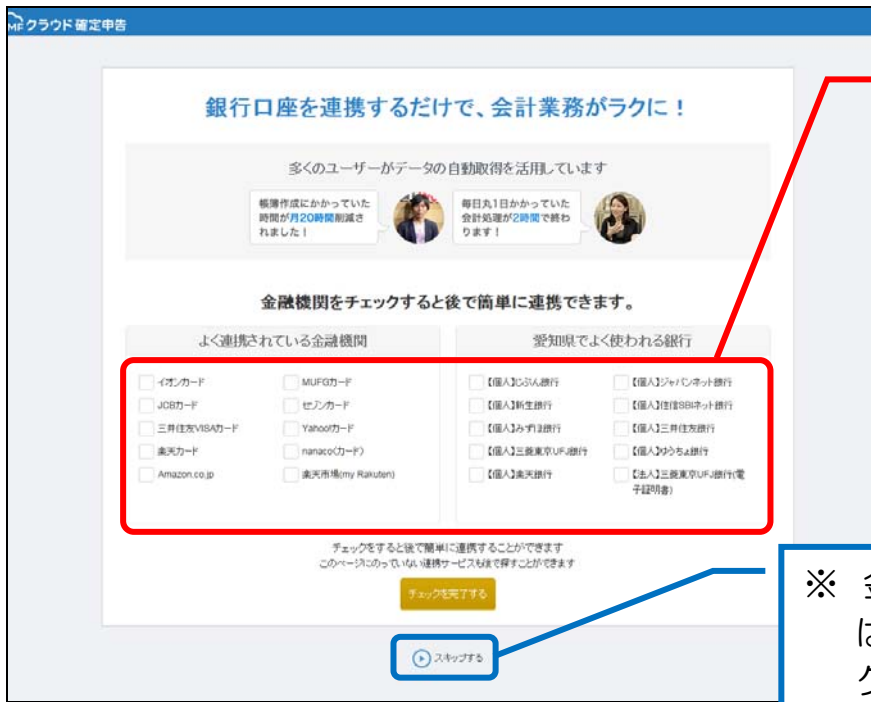 MFクラウド確定申告
銀行口座を連携するだけで、会計業務がラクに！
多くのユーザーがデータの自動取得を活用しています
帳簿作成にかかっていた
時間が月20時間削減さ
れました！
毎日丸1日かかっていた
会計処理が2時間で終わ
ります！
金融機関をチェックすると後で簡単に連携できます。
よく連携されている金融機関
愛知県でよく使われる銀行
イオンカード
MUFGカード
【個人】じぶん銀行
【個人】ジャパンネット銀行
JCBカード
セゾンカード
【個人】新生銀行
【個人】住信SBIネット銀行
三井住友VISAカード
Yahoo!カード
【個人】みずほ銀行
【個人】三井住友銀行
楽天カード
nanaco(カード)
【個人】三菱東京UFJ銀行
【個人】ゆうちょ銀行
Amazon.co.jp
楽天市場(my Rakuten)
【個人】楽天銀行
【法人】三菱東京UFJ銀行(電
子証明書)
チェックをすると後で簡単に連携することができます
このページにのっていない連携サービスも後で探すことができます
チェックを完了する
スキップする
※